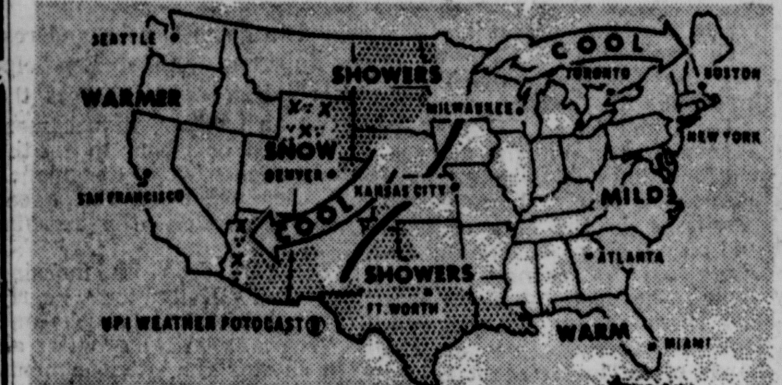 SEATTLE
COOL
SHOWERS
TORONTO
BOSTON
WARMER
MILWAUKEE
NEW YORK
SNOW
DENVER
KANSAS CITY
SAN FRANCISCO
MILD
COOL
ATLANTA
SHOWERS
FT. WORTH
UPI WEATHER FOTOCAST ®
WARM
MIAMI